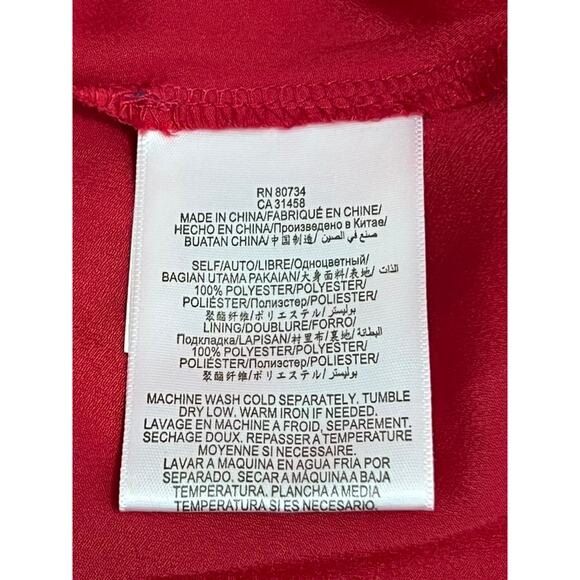 RN 80734
CA 31458
MADE IN CHINA/FABRIQUÉ EN CHINE/
HECHO EN CHINA/Произведено в Китае/
BUATAN CHINA/中国制造/ صنع في الصين/
SELF/AUTO/LIBRE/Одноцветный/
BAGIAN UTAMA PAKAIAN/大身面料/表地/ الذات/
100% POLYESTER/POLYESTER/
POLIÉSTER/Полиэстер/POLIESTER/
聚酯纤维/ポリエステル/بوليستر/
LINING/DOUBLURE/FORRO/
Подкладка/LAPISAN/村里布/裏地/البطانة/
100% POLYESTER/POLYESTER/
POLIÉSTER/Полиэстер/POLIESTER/
聚酯纤维/ポリエステル/بوليستر
MACHINE WASH COLD SEPARATELY. TUMBLE
DRY LOW. WARM IRON IF NEEDED.
LAVAGE EN MACHINE A FROID, SEPAREMENT.
SECHAGE DOUX. REPASSER A TEMPERATURE
MOYENNE SI NECESSAIRE.
LAVAR A MAQUINA EN AGUA FRIA POR
SEPARADO. SECAR A MÁQUINA A BAJA
TEMPERATURA. PLANCHA A MEDIA
TEMPERATURA SI ES NECESARIO.